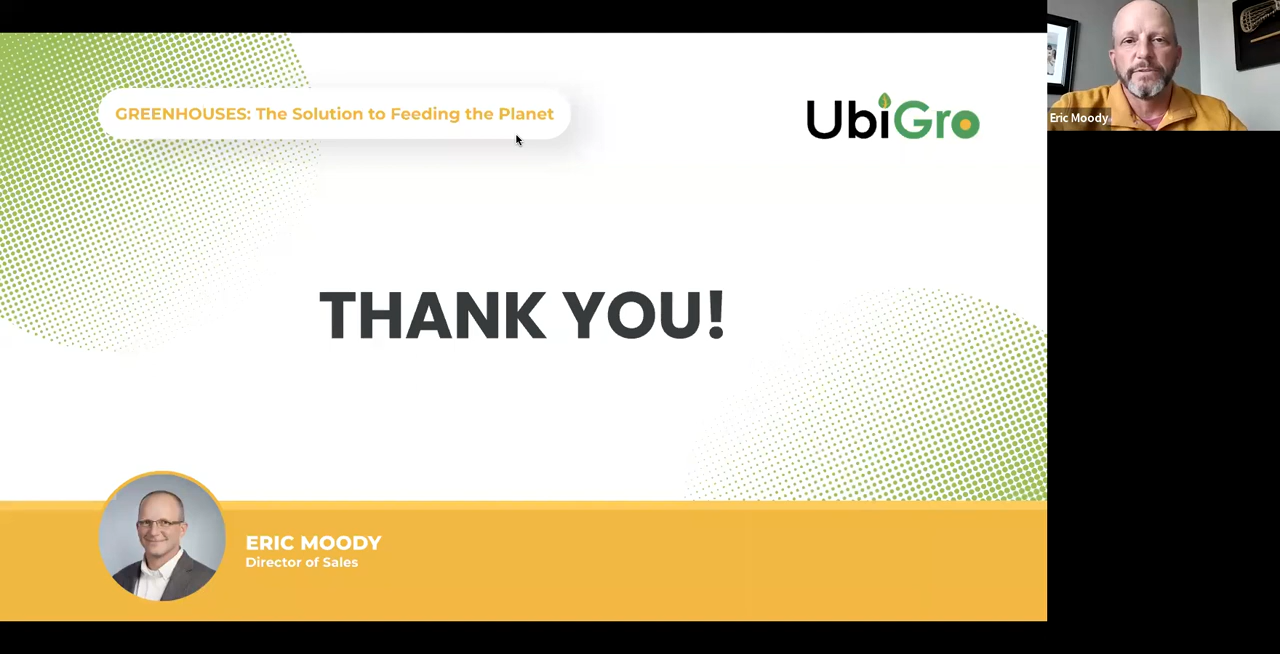 GREENHOUSES: The Solution to Feeding the Planet
UbiGro
Eric Moody
THANK YOU!
ERIC MOODY
Director of Sales